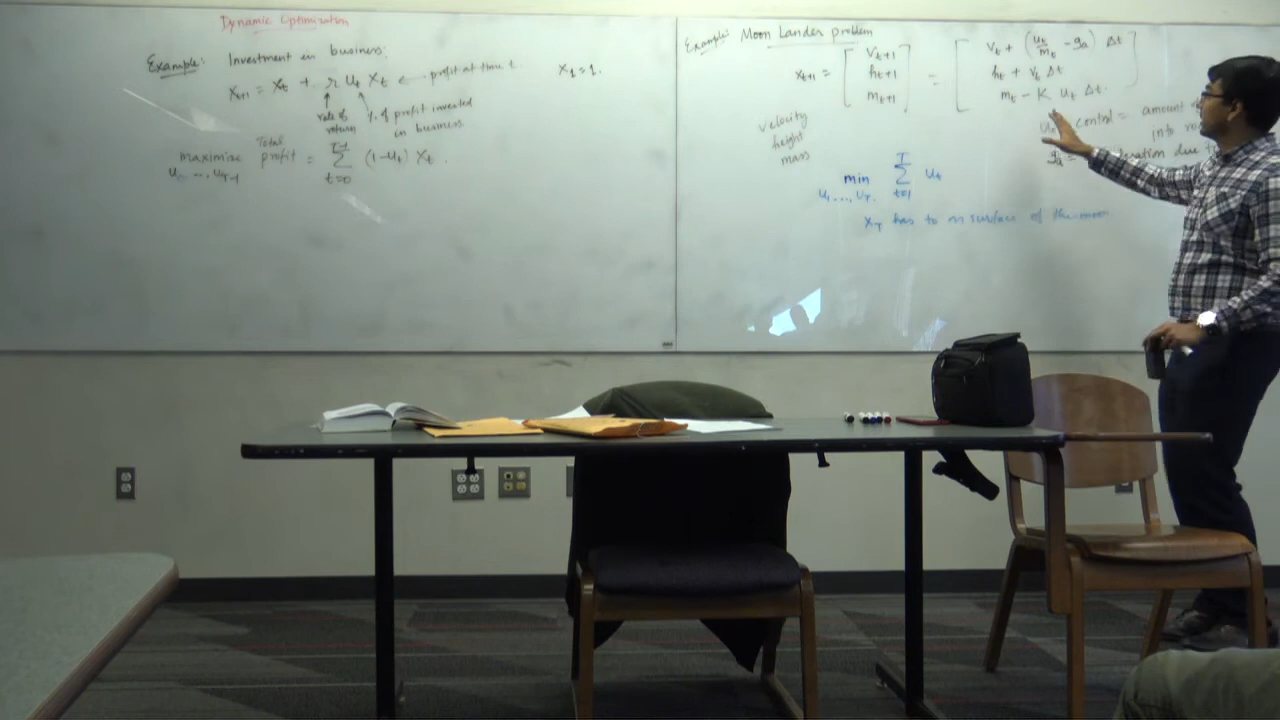 Dynamic Optimization
Example: Investment in business:
x_{t+1} = x_t + r u_t x_t ← profit at time t. x_1 = 1.
rate of return
% of profit invested in business
maximize Total profit = \sum_{t=0}^{T-1} (1-u_t) x_t.
u_0, ..., u_{T-1}
Example: Moon Lander problem
x_{t+1} = [ v_{t+1} h_{t+1} m_{t+1} ] = [ v_t + (u_t/m_t - g_a) Δt h_t + v_t Δt m_t - K u_t Δt. ]
velocity
height
mass
control = amount
into
due
min \sum_{t=1}^{T} u_t
u_1, ..., u_T.
x_T has to on surface of the moon